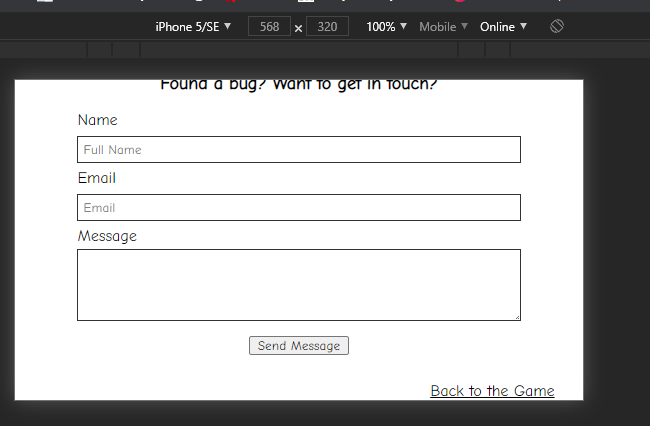 iPhone 5/SE ▼ 568 x 320 100% ▼ Mobile ▼ Online ▼
Found a bug? Want to get in touch?
Name
Full Name
Email
Email
Message
Send Message
Back to the Game